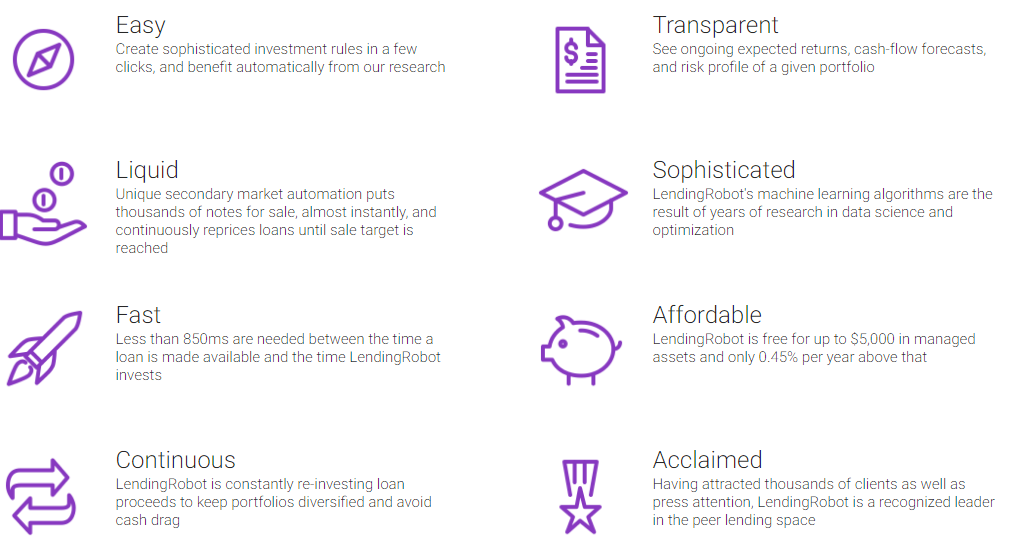 Easy
Create sophisticated investment rules in a few
clicks, and benefit automatically from our research
Transparent
See ongoing expected returns, cash-flow forecasts,
and risk profile of a given portfolio
Liquid
Unique secondary market automation puts
thousands of notes for sale, almost instantly, and
continuously reprices loans until sale target is
reached
Sophisticated
LendingRobot's machine learning algorithms are the
result of years of research in data science and
optimization
Fast
Less than 850ms are needed between the time a
loan is made available and the time LendingRobot
invests
Affordable
LendingRobot is free for up to $5,000 in managed
assets and only 0.45% per year above that
Continuous
LendingRobot is constantly re-investing loan
proceeds to keep portfolios diversified and avoid
cash drag
Acclaimed
Having attracted thousands of clients as well as
press attention, LendingRobot is a recognized leader
in the peer lending space